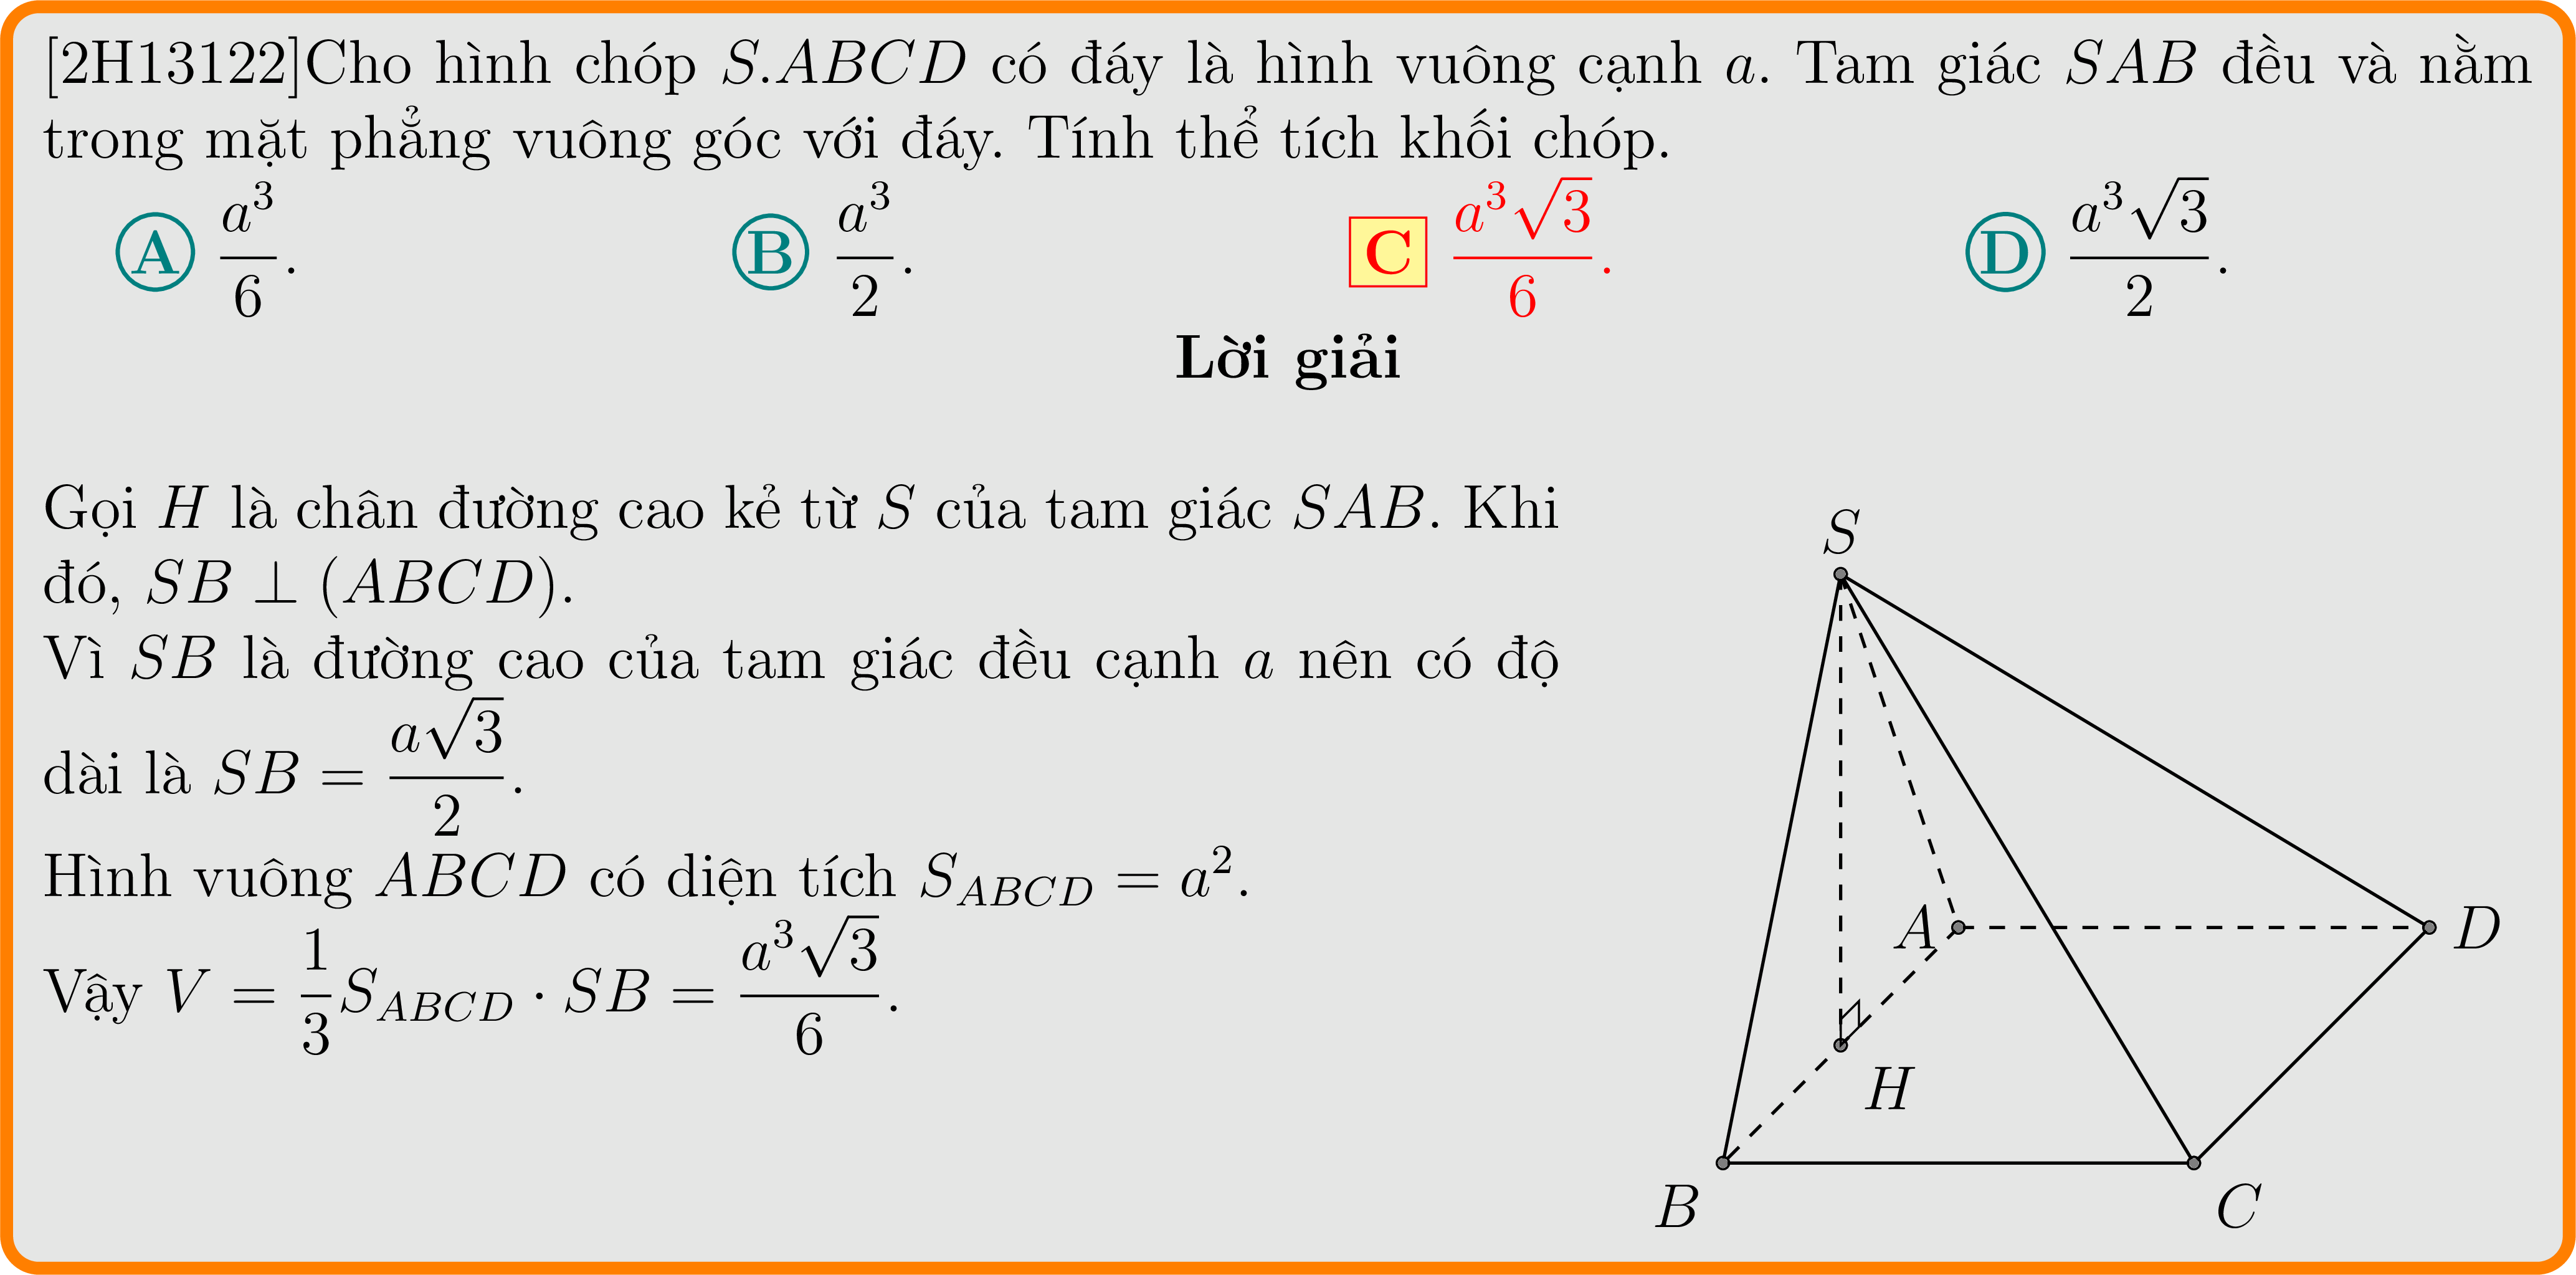 [2H13122]Cho hình chóp S.ABCD có đáy là hình vuông cạnh a. Tam giác SAB đều và nằm
trong mặt phẳng vuông góc với đáy. Tính thể tích khối chóp.
A $\frac{a^3}{6}$. B $\frac{a^3}{2}$. C $\frac{a^3\sqrt{3}}{6}$. D $\frac{a^3\sqrt{3}}{2}$.
Lời giải
Gọi H là chân đường cao kẻ từ S của tam giác SAB. Khi
đó, SB ⊥ (ABCD).
Vì SB là đường cao của tam giác đều cạnh a nên có độ
dài là $SB = \frac{a\sqrt{3}}{2}$.
Hình vuông ABCD có diện tích $S_{ABCD} = a^2$.
Vậy $V = \frac{1}{3}S_{ABCD} \cdot SB = \frac{a^3\sqrt{3}}{6}$.
S
A
D
H
B
C